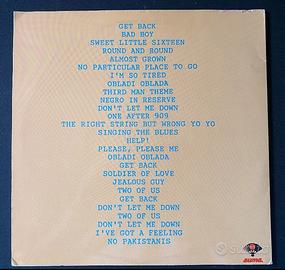 GET BACK
BAD BOY
SWEET LITTLE SIXTEEN
ROUND AND ROUND
ALMOST GROWN
NO PARTICULAR PLACE TO GO
I'M SO TIRED
OBLADI OBLADA
THIRD MAN THEME
NEGRO IN RESERVE
DON'T LET ME DOWN
ONE AFTER 909
THE RIGHT STRING BUT WRONG YO YO
SINGING THE BLUES
HELP!
PLEASE, PLEASE ME
OBLADI OBLADA
GET BACK
SOLDIER OF LOVE
JEALOUS GUY
TWO OF US
GET BACK
DON'T LET ME DOWN
TWO OF US
DON'T LET ME DOWN
I'VE GOT A FEELING
NO PAKISTANIS